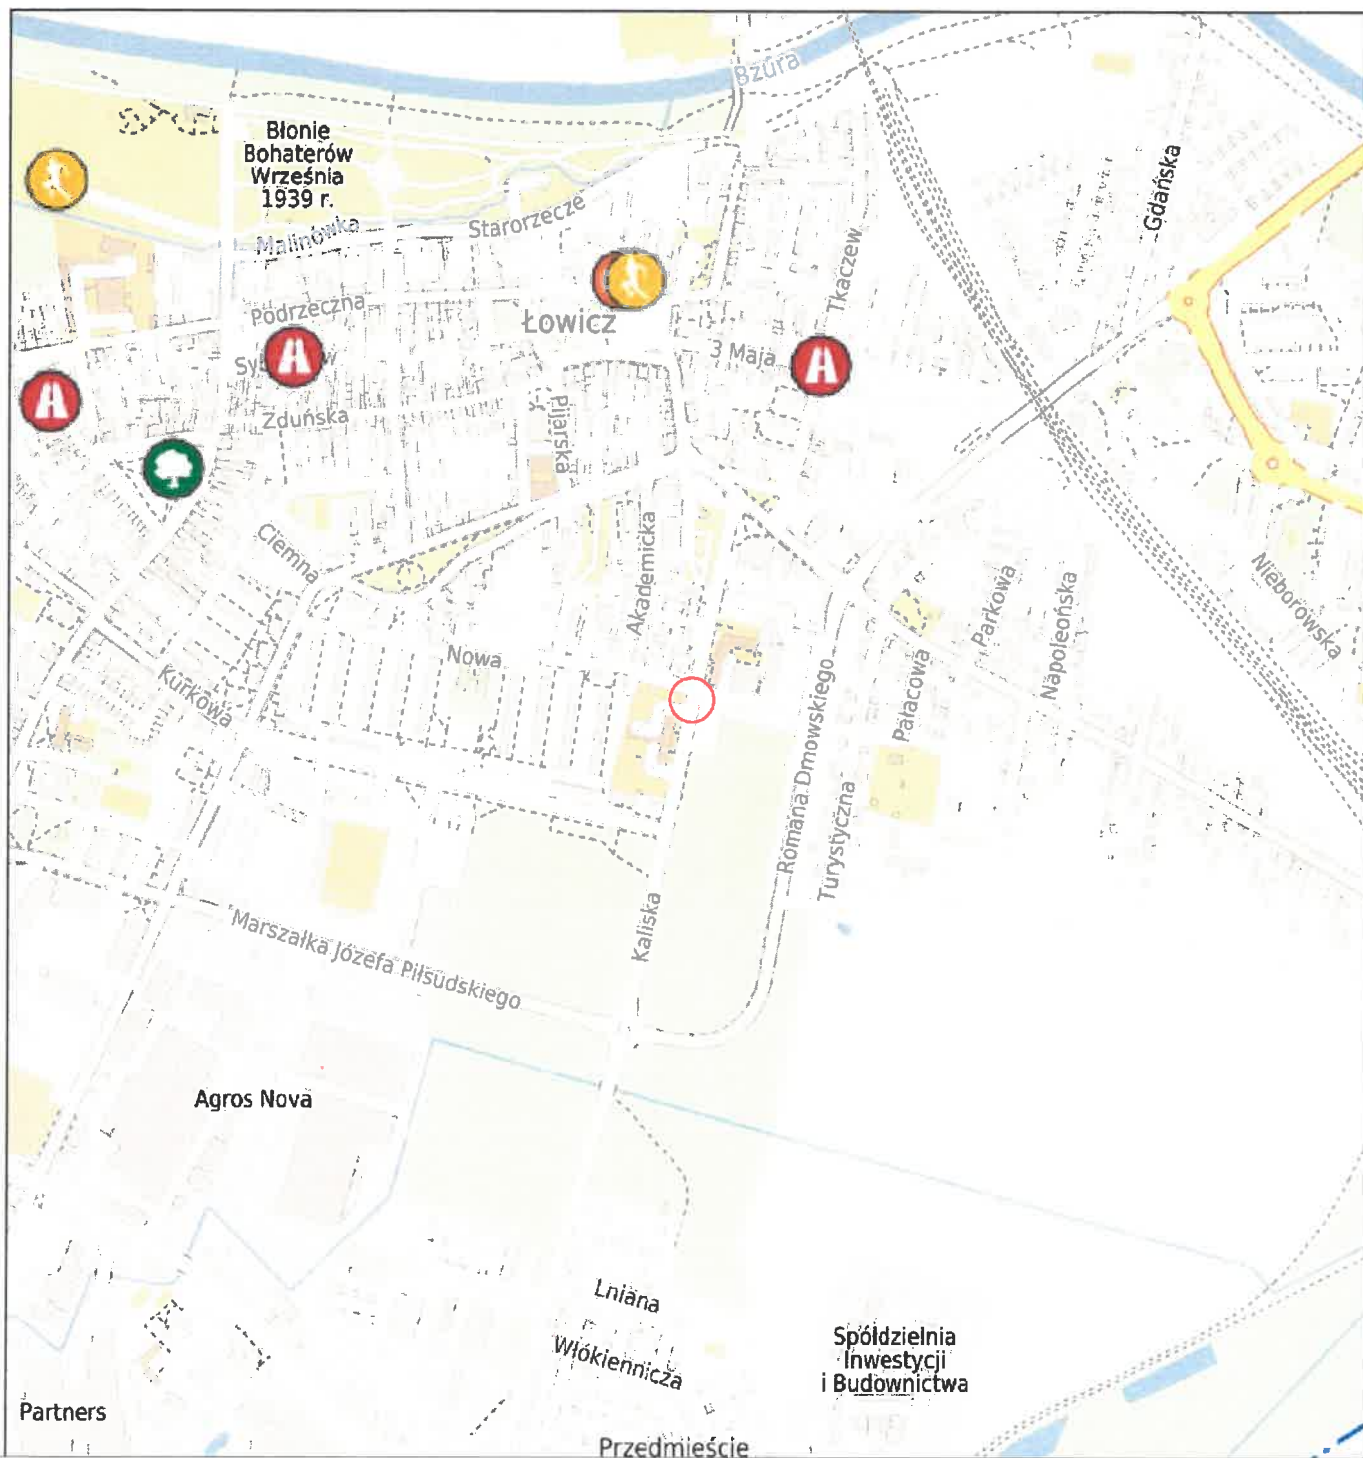 Bzura
Błonie
Bohaterów
Września
1939 r.
Gdańska
Starorzecze
Malinówka
Tkaczew
Podrzeczna
Łowicz
3 Maja
Zduńska
Pijarska
Ciemna
Akademicka
Nieborowska
Parkowa
Napoleońska
Nowa
Kurkowa
Pałacowa
Romana Dmowskiego
Turystyczna
Kaliska
Marszałka Józefa Piłsudskiego
Agros Nova
Lniana
Włókiennicza
Spółdzielnia
Inwestycji
i Budownictwa
Partners
Przedmieście